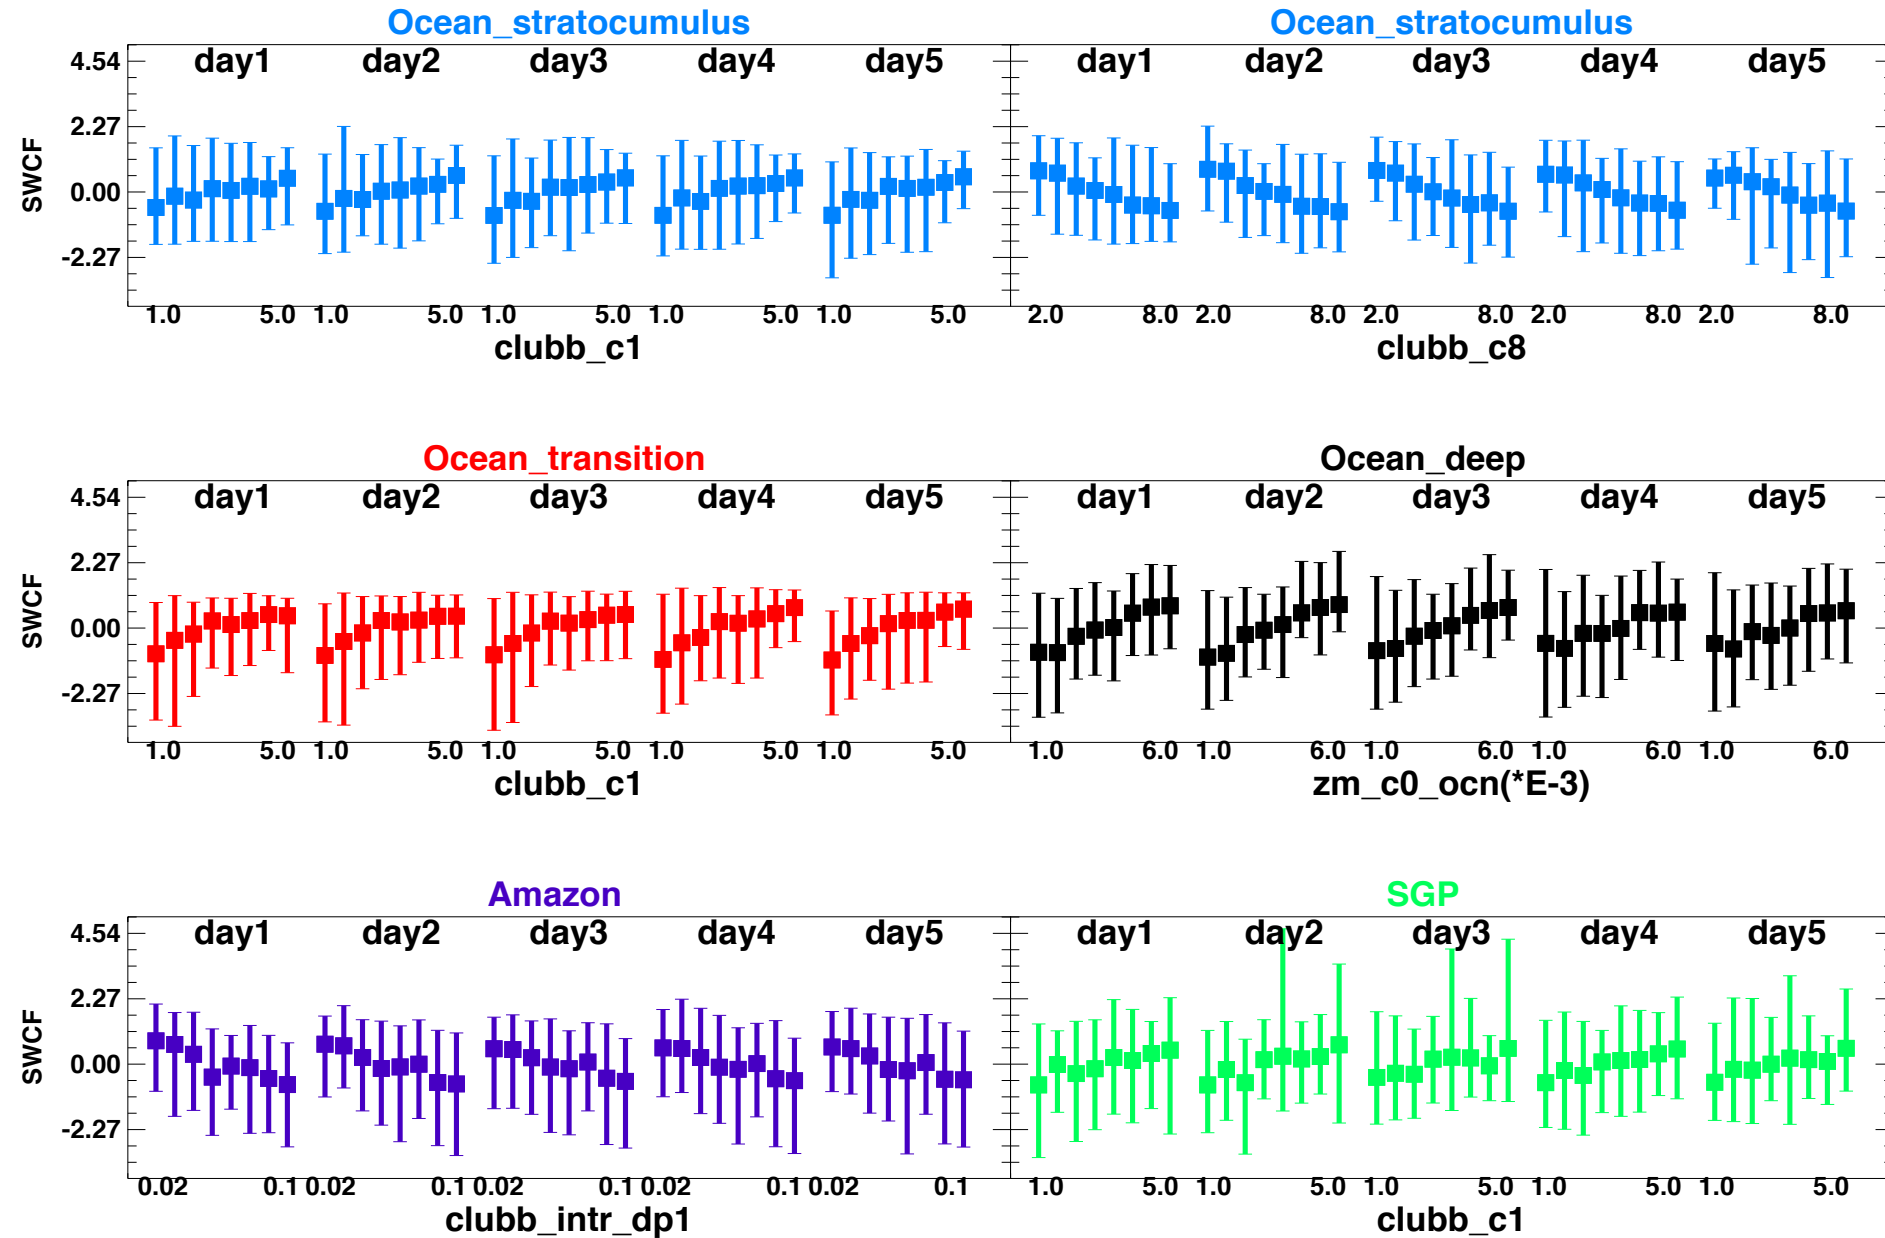 Ocean_stratocumulus Ocean_stratocumulus
4.54 day1 day2 day3 day4 day5 day1 day2 day3 day4 day5
2.27
SWCF
0.00
-2.27
1.0 5.0 1.0 5.0 1.0 5.0 1.0 5.0 1.0 5.0 2.0 8.0 2.0 8.0 2.0 8.0 2.0 8.0 2.0 8.0
clubb_c1 clubb_c8
Ocean_transition Ocean_deep
4.54 day1 day2 day3 day4 day5 day1 day2 day3 day4 day5
2.27
SWCF
0.00
-2.27
1.0 5.0 1.0 5.0 1.0 5.0 1.0 5.0 1.0 5.0 1.0 6.0 1.0 6.0 1.0 6.0 1.0 6.0 1.0 6.0
clubb_c1 zm_c0_ocn(*E-3)
Amazon SGP
4.54 day1 day2 day3 day4 day5 day1 day2 day3 day4 day5
2.27
SWCF
0.00
-2.27
0.02 0.1 0.02 0.1 0.02 0.1 0.02 0.1 0.02 0.1 1.0 5.0 1.0 5.0 1.0 5.0 1.0 5.0 1.0 5.0
clubb_intr_dp1 clubb_c1